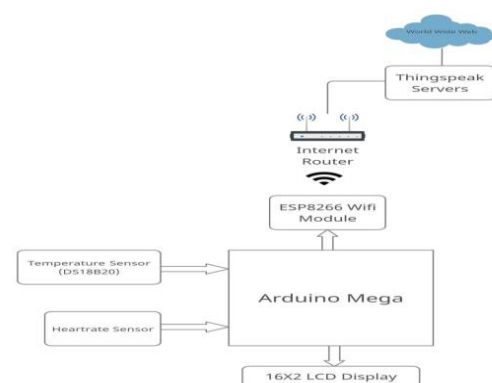 World Wide Web
Thingspeak
Servers
Internet
Router
ESP8266 Wifi
Module
Temperature Sensor
(DS18B20)
Arduino Mega
Heartrate Sensor
16X2 LCD Display